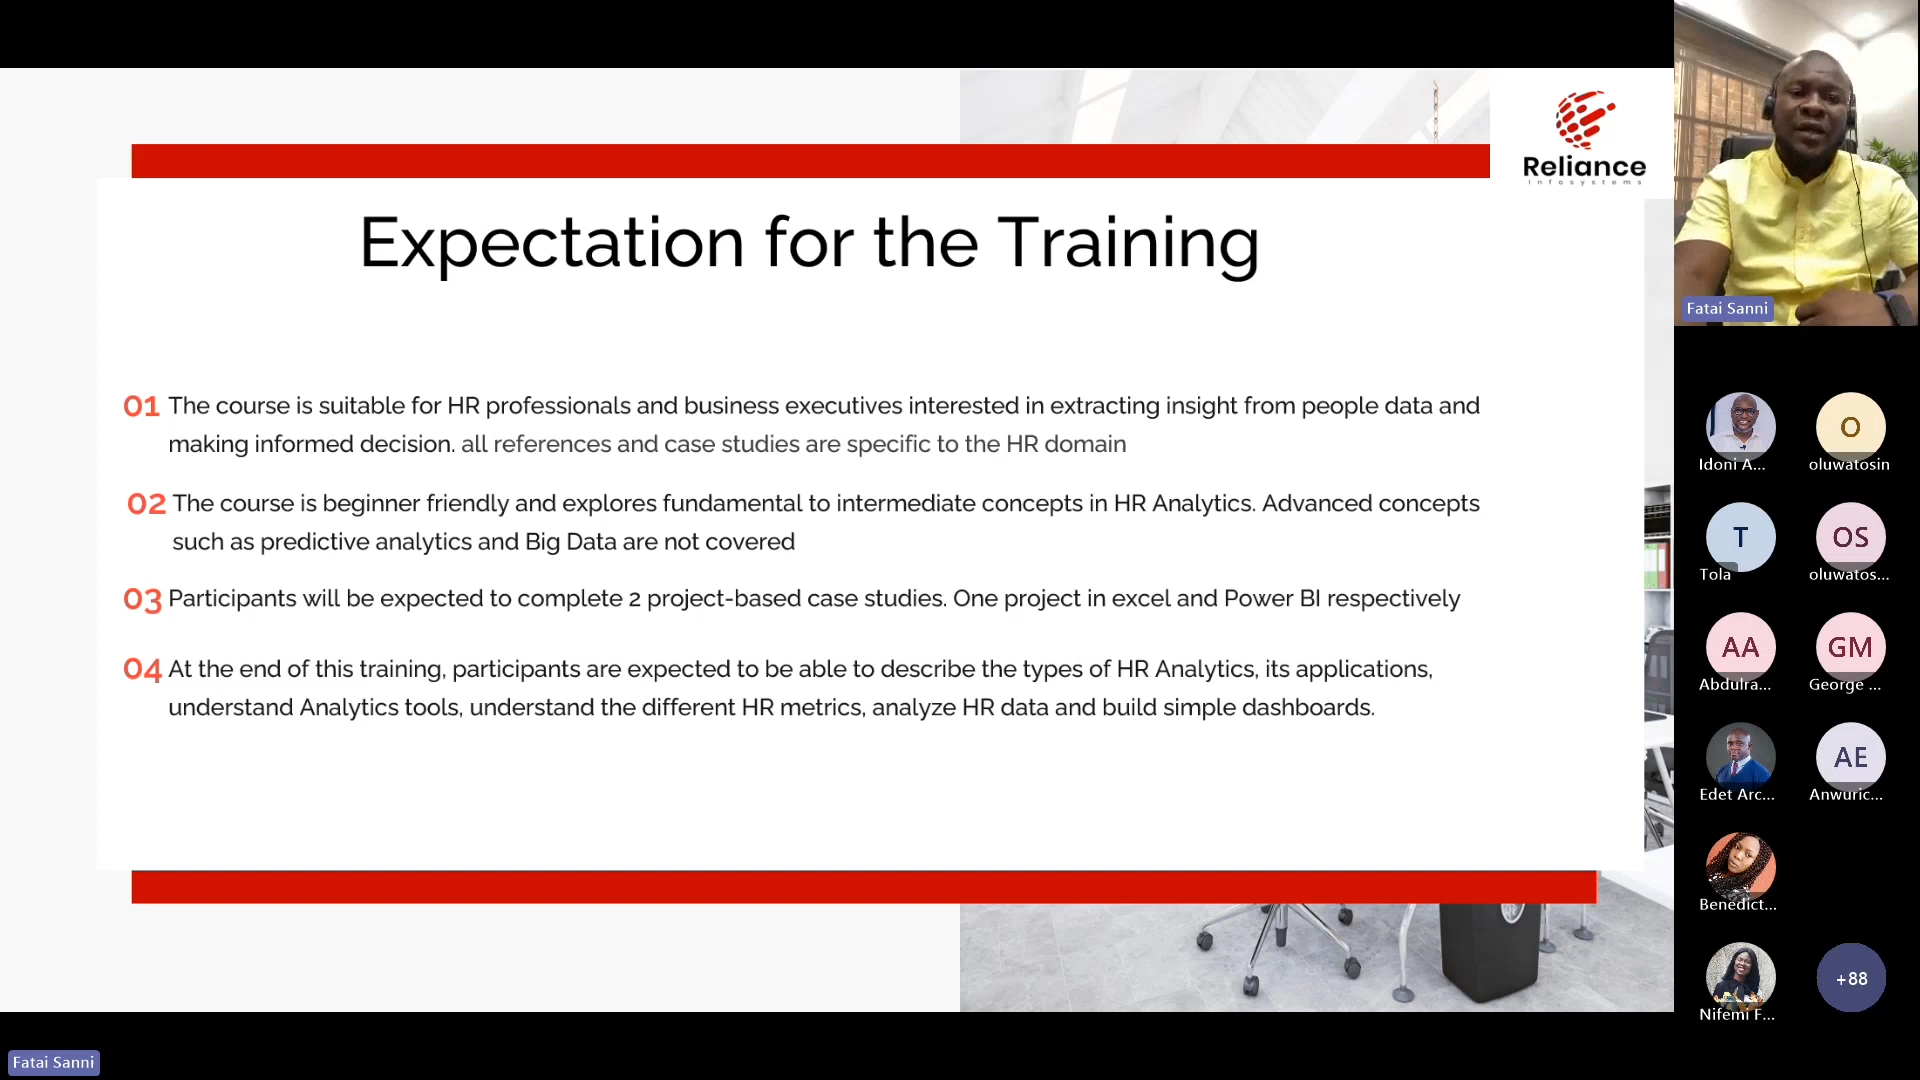 Reliance
infosystems
Expectation for the Training
01 The course is suitable for HR professionals and business executives interested in extracting insight from people data and
making informed decision. all references and case studies are specific to the HR domain
02 The course is beginner friendly and explores fundamental to intermediate concepts in HR Analytics. Advanced concepts
such as predictive analytics and Big Data are not covered
03 Participants will be expected to complete 2 project-based case studies. One project in excel and Power BI respectively
04 At the end of this training, participants are expected to be able to describe the types of HR Analytics, its applications,
understand Analytics tools, understand the different HR metrics, analyze HR data and build simple dashboards.
Fatai Sanni
Idoni A...
O
oluwatosin
T
Tola
OS
oluwatos...
AA
Abdulra...
GM
George ...
Edet Arc...
AE
Anwuric...
Benedict...
Nifemi F...
+88
Fatai Sanni